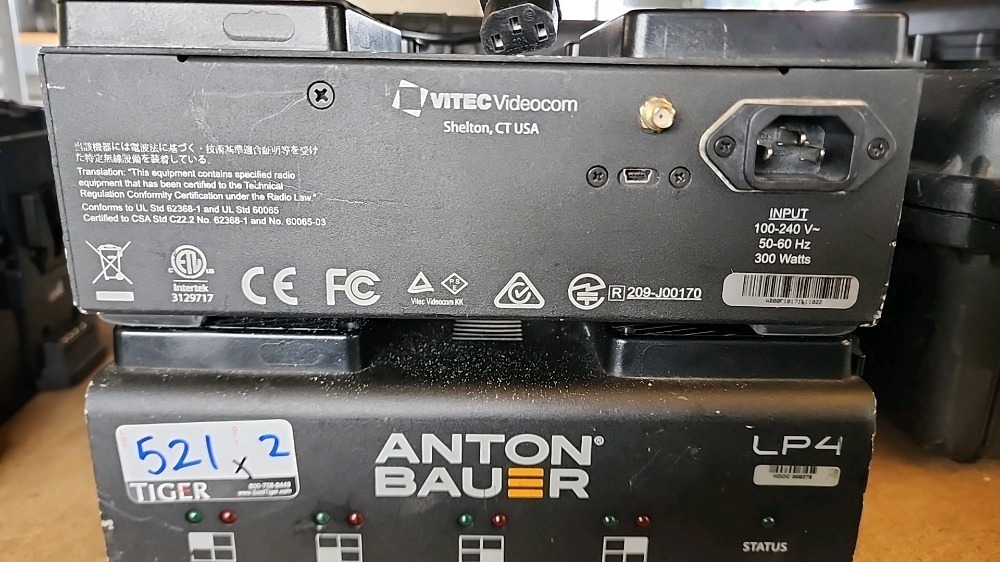 VITEC Videocom
Shelton, CT USA
当該機器には電波法に基づく、技術基準適合証明等を受け
た特定無線設備を装着している。
Translation: "This equipment contains specified radio
equipment that has been certified to the Technical
Regulation Conformity Certification under the Radio Law."
Conforms to UL Std 62368-1 and UL Std 60065
Certified to CSA Std C22.2 No. 62368-1 and No. 60065-03
INPUT
100-240 V~
50-60 Hz
300 Watts
C ETL US
Intertek
3129717
CE
FC
PSE
Vitec Videocom KK
R 209-J00170
521 x 2
TIGER
ANTON
BAUER®
LP4
STATUS